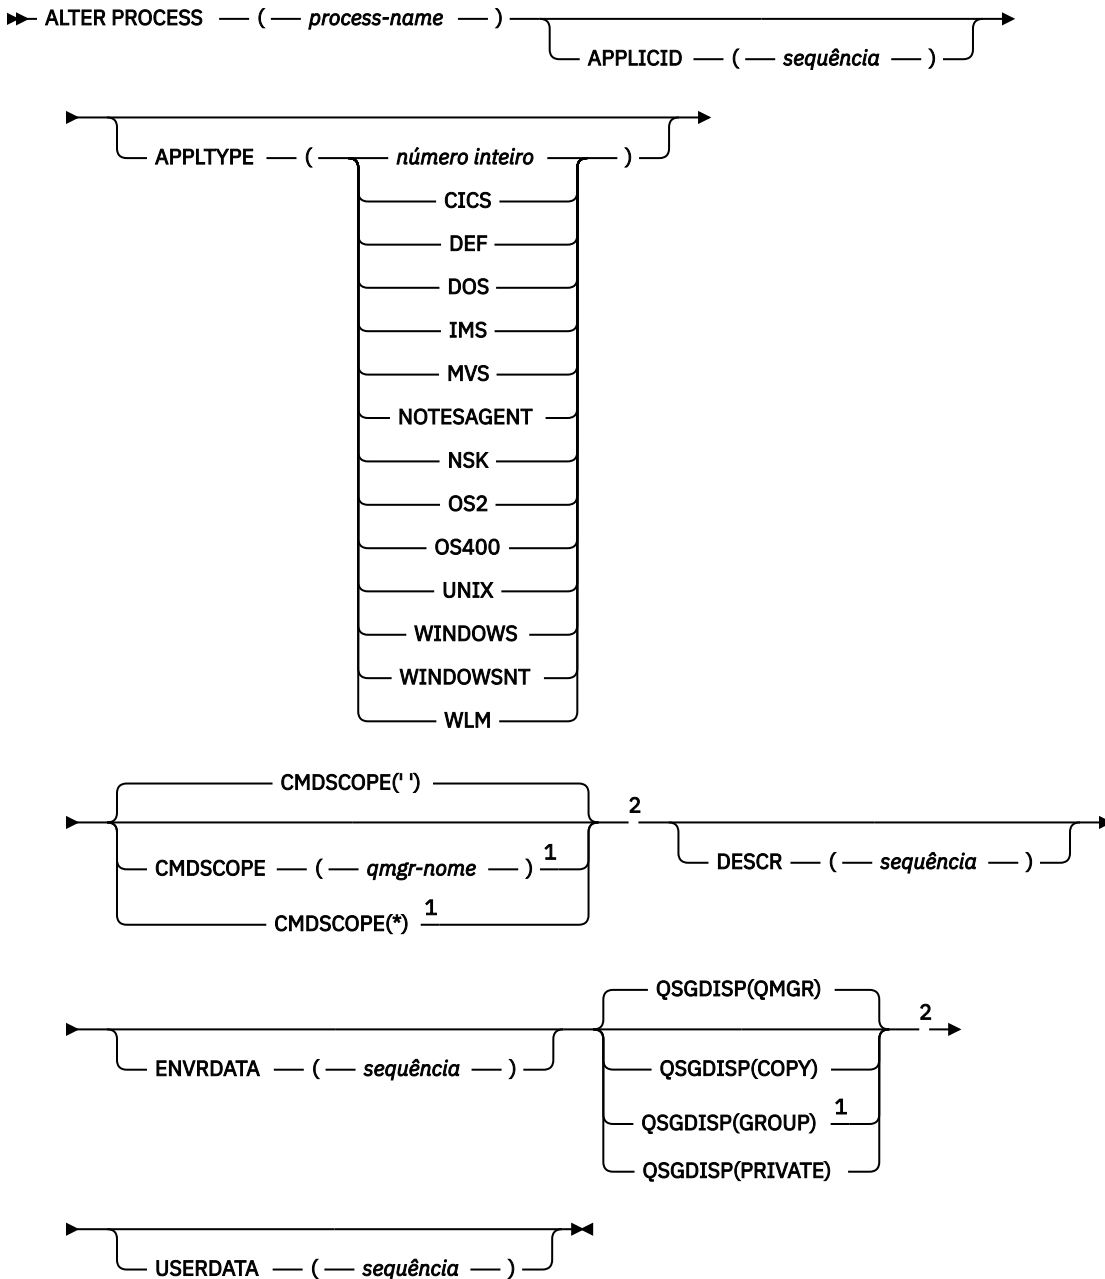 ALTER PROCESS ( process-name )
APPLICID ( sequência )
APPLTYPE ( número inteiro )
CICS
DEF
DOS
IMS
MVS
NOTESAGENT
NSK
OS2
OS400
UNIX
WINDOWS
WINDOWSNT
WLM
CMDSCOPE(' ')
2
CMDSCOPE ( qmgr-nome ) 1
CMDSCOPE(*) 1
DESCR ( sequência )
ENVRDATA ( sequência )
QSGDISP(QMGR)
2
QSGDISP(COPY)
QSGDISP(GROUP) 1
QSGDISP(PRIVATE)
USERDATA ( sequência )